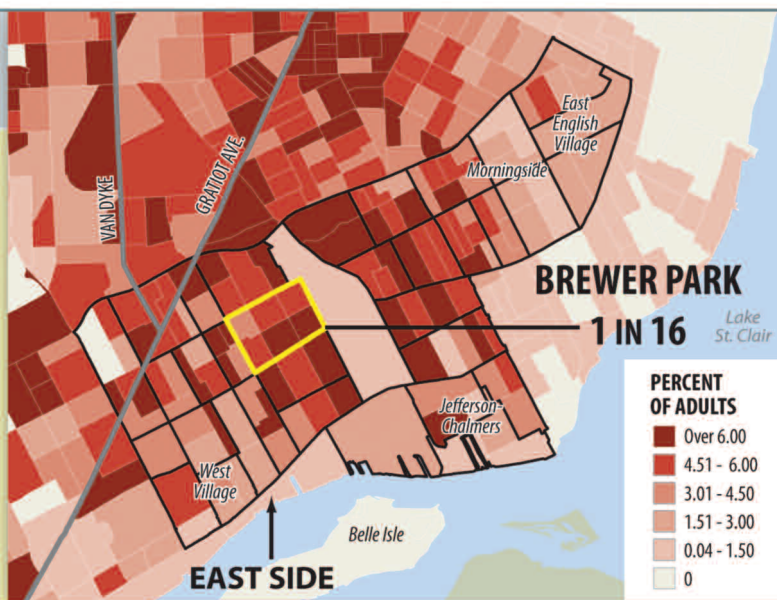 East
English
Village
Morningside
GRATIOT AVE.
VAN DYKE
BREWER PARK
1 IN 16
Lake
St. Clair
PERCENT
OF ADULTS
Over 6.00
4.51 - 6.00
3.01 - 4.50
1.51 - 3.00
0.04 - 1.50
0
Jefferson-
Chalmers
West
Village
Belle Isle
EAST SIDE